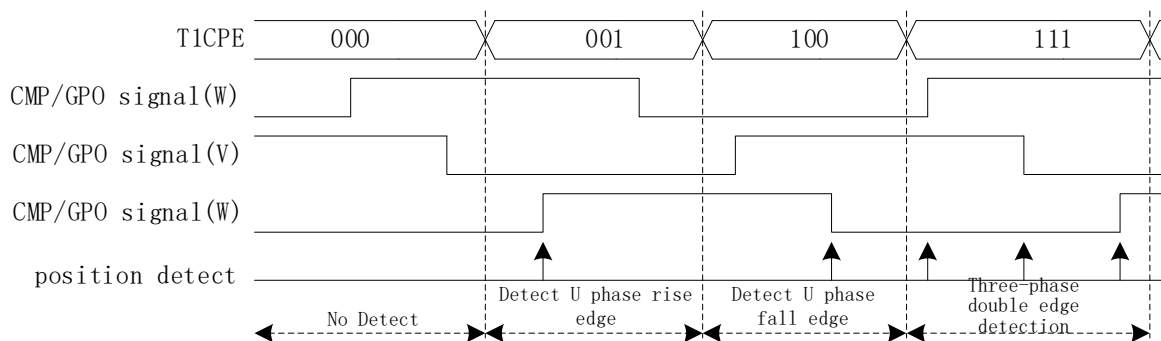 T1CPE 000 001 100 111
CMP/GPO signal(W)
CMP/GPO signal(V)
CMP/GPO signal(W)
position detect
No Detect
Detect U phase rise
edge
Detect U phase
fall edge
Three-phase
double edge
detection